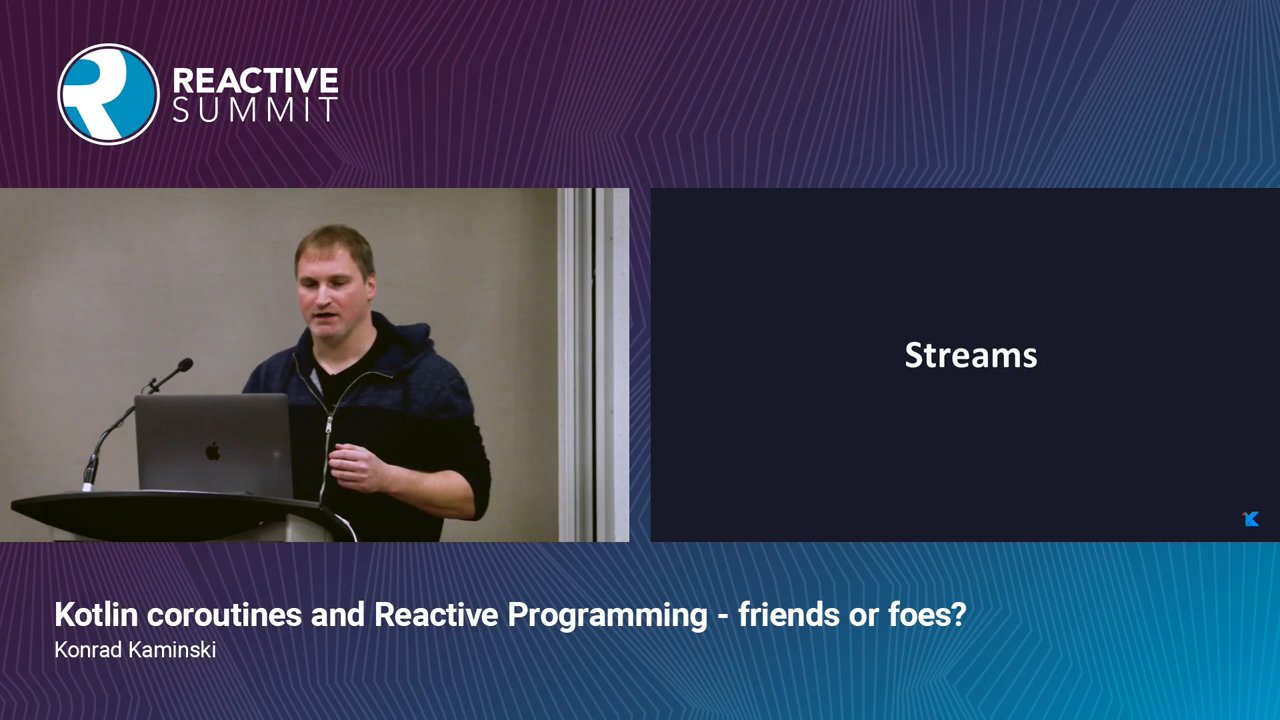 REACTIVE
SUMMIT
Streams
Kotlin coroutines and Reactive Programming - friends or foes?
Konrad Kaminski